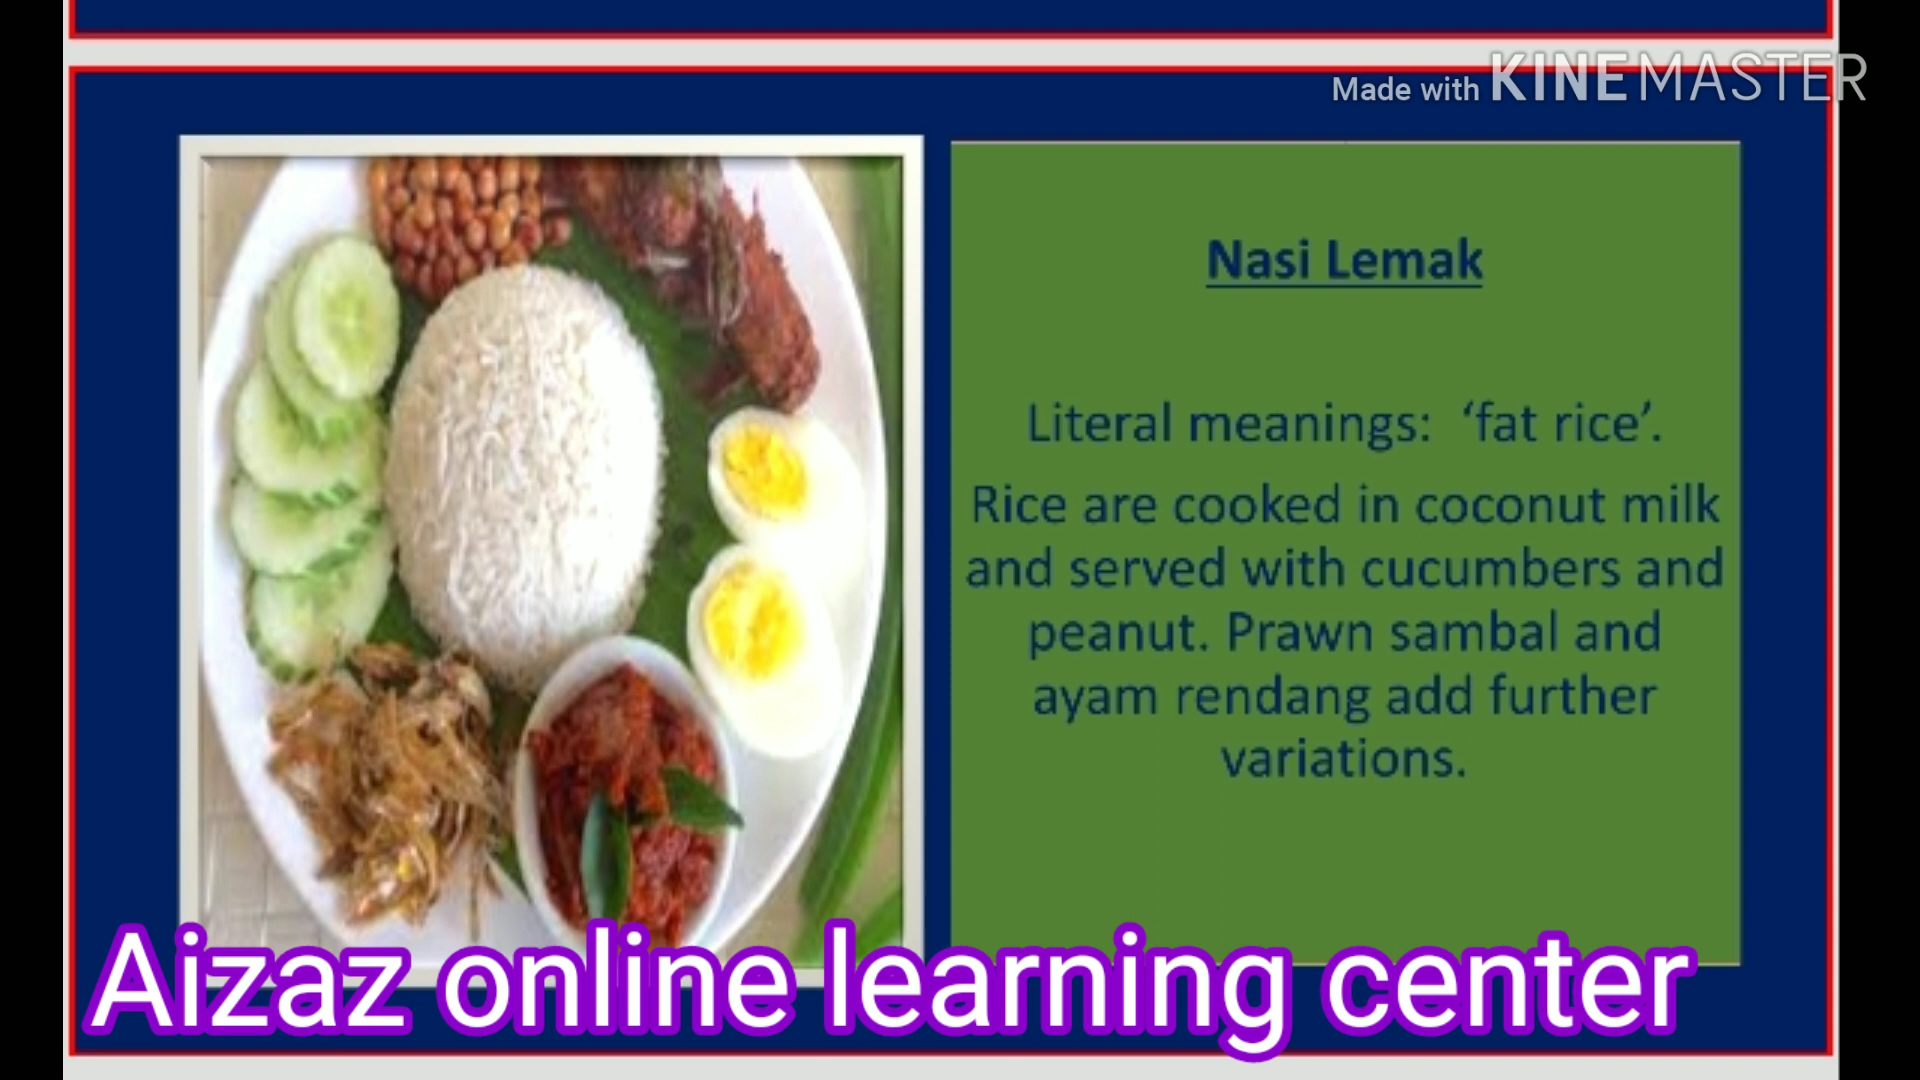 Made with KINEMASTER
Nasi Lemak
Literal meanings: ‘fat rice’.
Rice are cooked in coconut milk
and served with cucumbers and
peanut. Prawn sambal and
ayam rendang add further
variations.
Aizaz online learning center